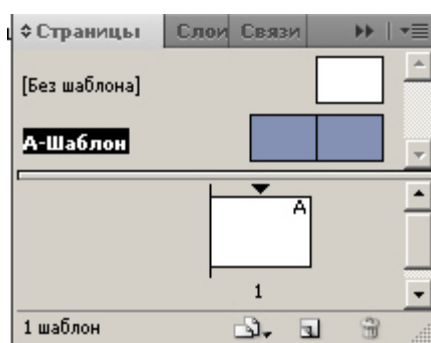 Страницы Слои Связи
[Без шаблона]
A-Шаблон
A
1
1 шаблон